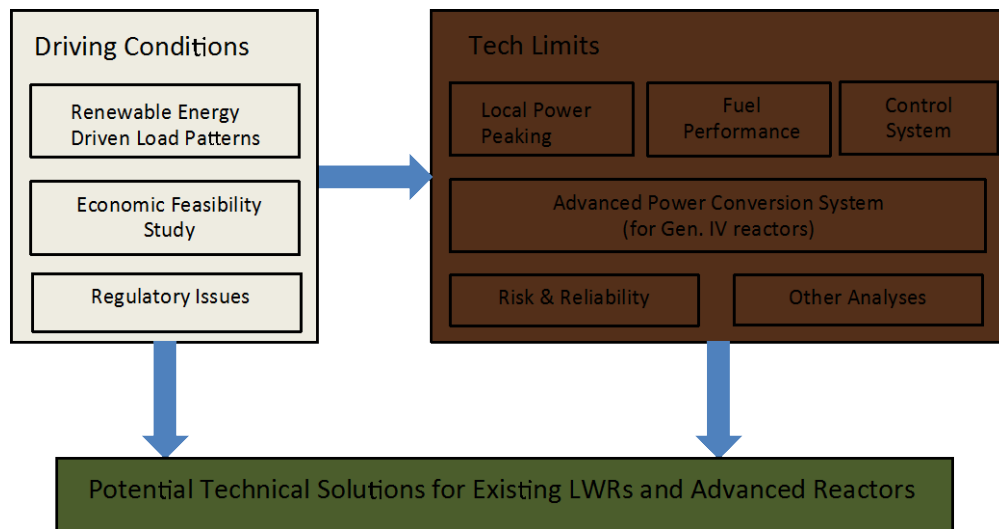 Driving Conditions
Renewable Energy
Driven Load Patterns
Economic Feasibility
Study
Regulatory Issues
Tech Limits
Local Power
Peaking
Fuel
Performance
Control
System
Advanced Power Conversion System
(for Gen. IV reactors)
Risk & Reliability
Other Analyses
Potential Technical Solutions for Existing LWRs and Advanced Reactors